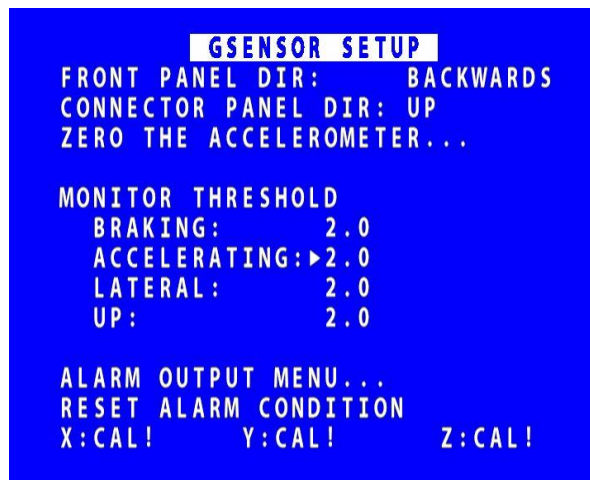 GSENSOR SETUP
FRONT PANEL DIR: BACKWARDS
CONNECTOR PANEL DIR: UP
ZERO THE ACCELEROMETER...
MONITOR THRESHOLD
BRAKING: 2.0
ACCELERATING:▶2.0
LATERAL: 2.0
UP: 2.0
ALARM OUTPUT MENU...
RESET ALARM CONDITION
X:CAL! Y:CAL! Z:CAL!